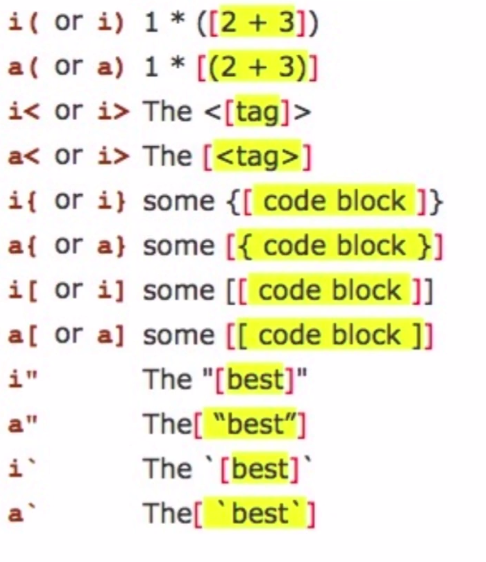 i( or i) 1 * ([2 + 3])
a( or a) 1 * [(2 + 3)]
i< or i> The <[tag]>
a< or i> The [<tag>]
i{ or i} some {[ code block ]}
a{ or a} some [{ code block }]
i[ or i] some [[ code block ]]
a[ or a] some [[ code block ]]
i" The "[best]"
a" The[ “best”]
i` The `[best]`
a` The[ `best`]